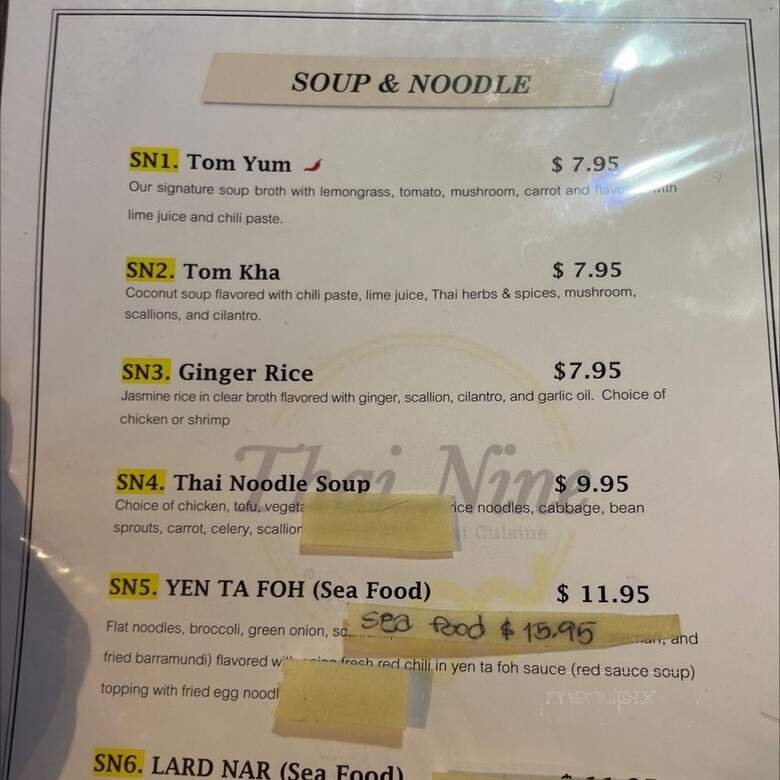 SOUP & NOODLE
SN1. Tom Yum $ 7.95
Our signature soup broth with lemongrass, tomato, mushroom, carrot and
lime juice and chili paste.
SN2. Tom Kha $ 7.95
Coconut soup flavored with chili paste, lime juice, Thai herbs & spices, mushroom,
scallions, and cilantro.
SN3. Ginger Rice $7.95
Jasmine rice in clear broth flavored with ginger, scallion, cilantro, and garlic oil. Choice of
chicken or shrimp
Thai Nine
SN4. Thai Noodle Soup $ 9.95
Choice of chicken, tofu, rice noodles, cabbage, bean
sprouts, carrot, celery,
Cuisine
SN5. YEN TA FOH (Sea Food) $ 11.95
Sea food $ 15.95
Flat noodles, broccoli, green onion, and
fried barramundi) flavored fresh red chili in yen ta foh sauce (red sauce soup)
topping with fried egg
menupix
SN6. LARD NAR (Sea Food)